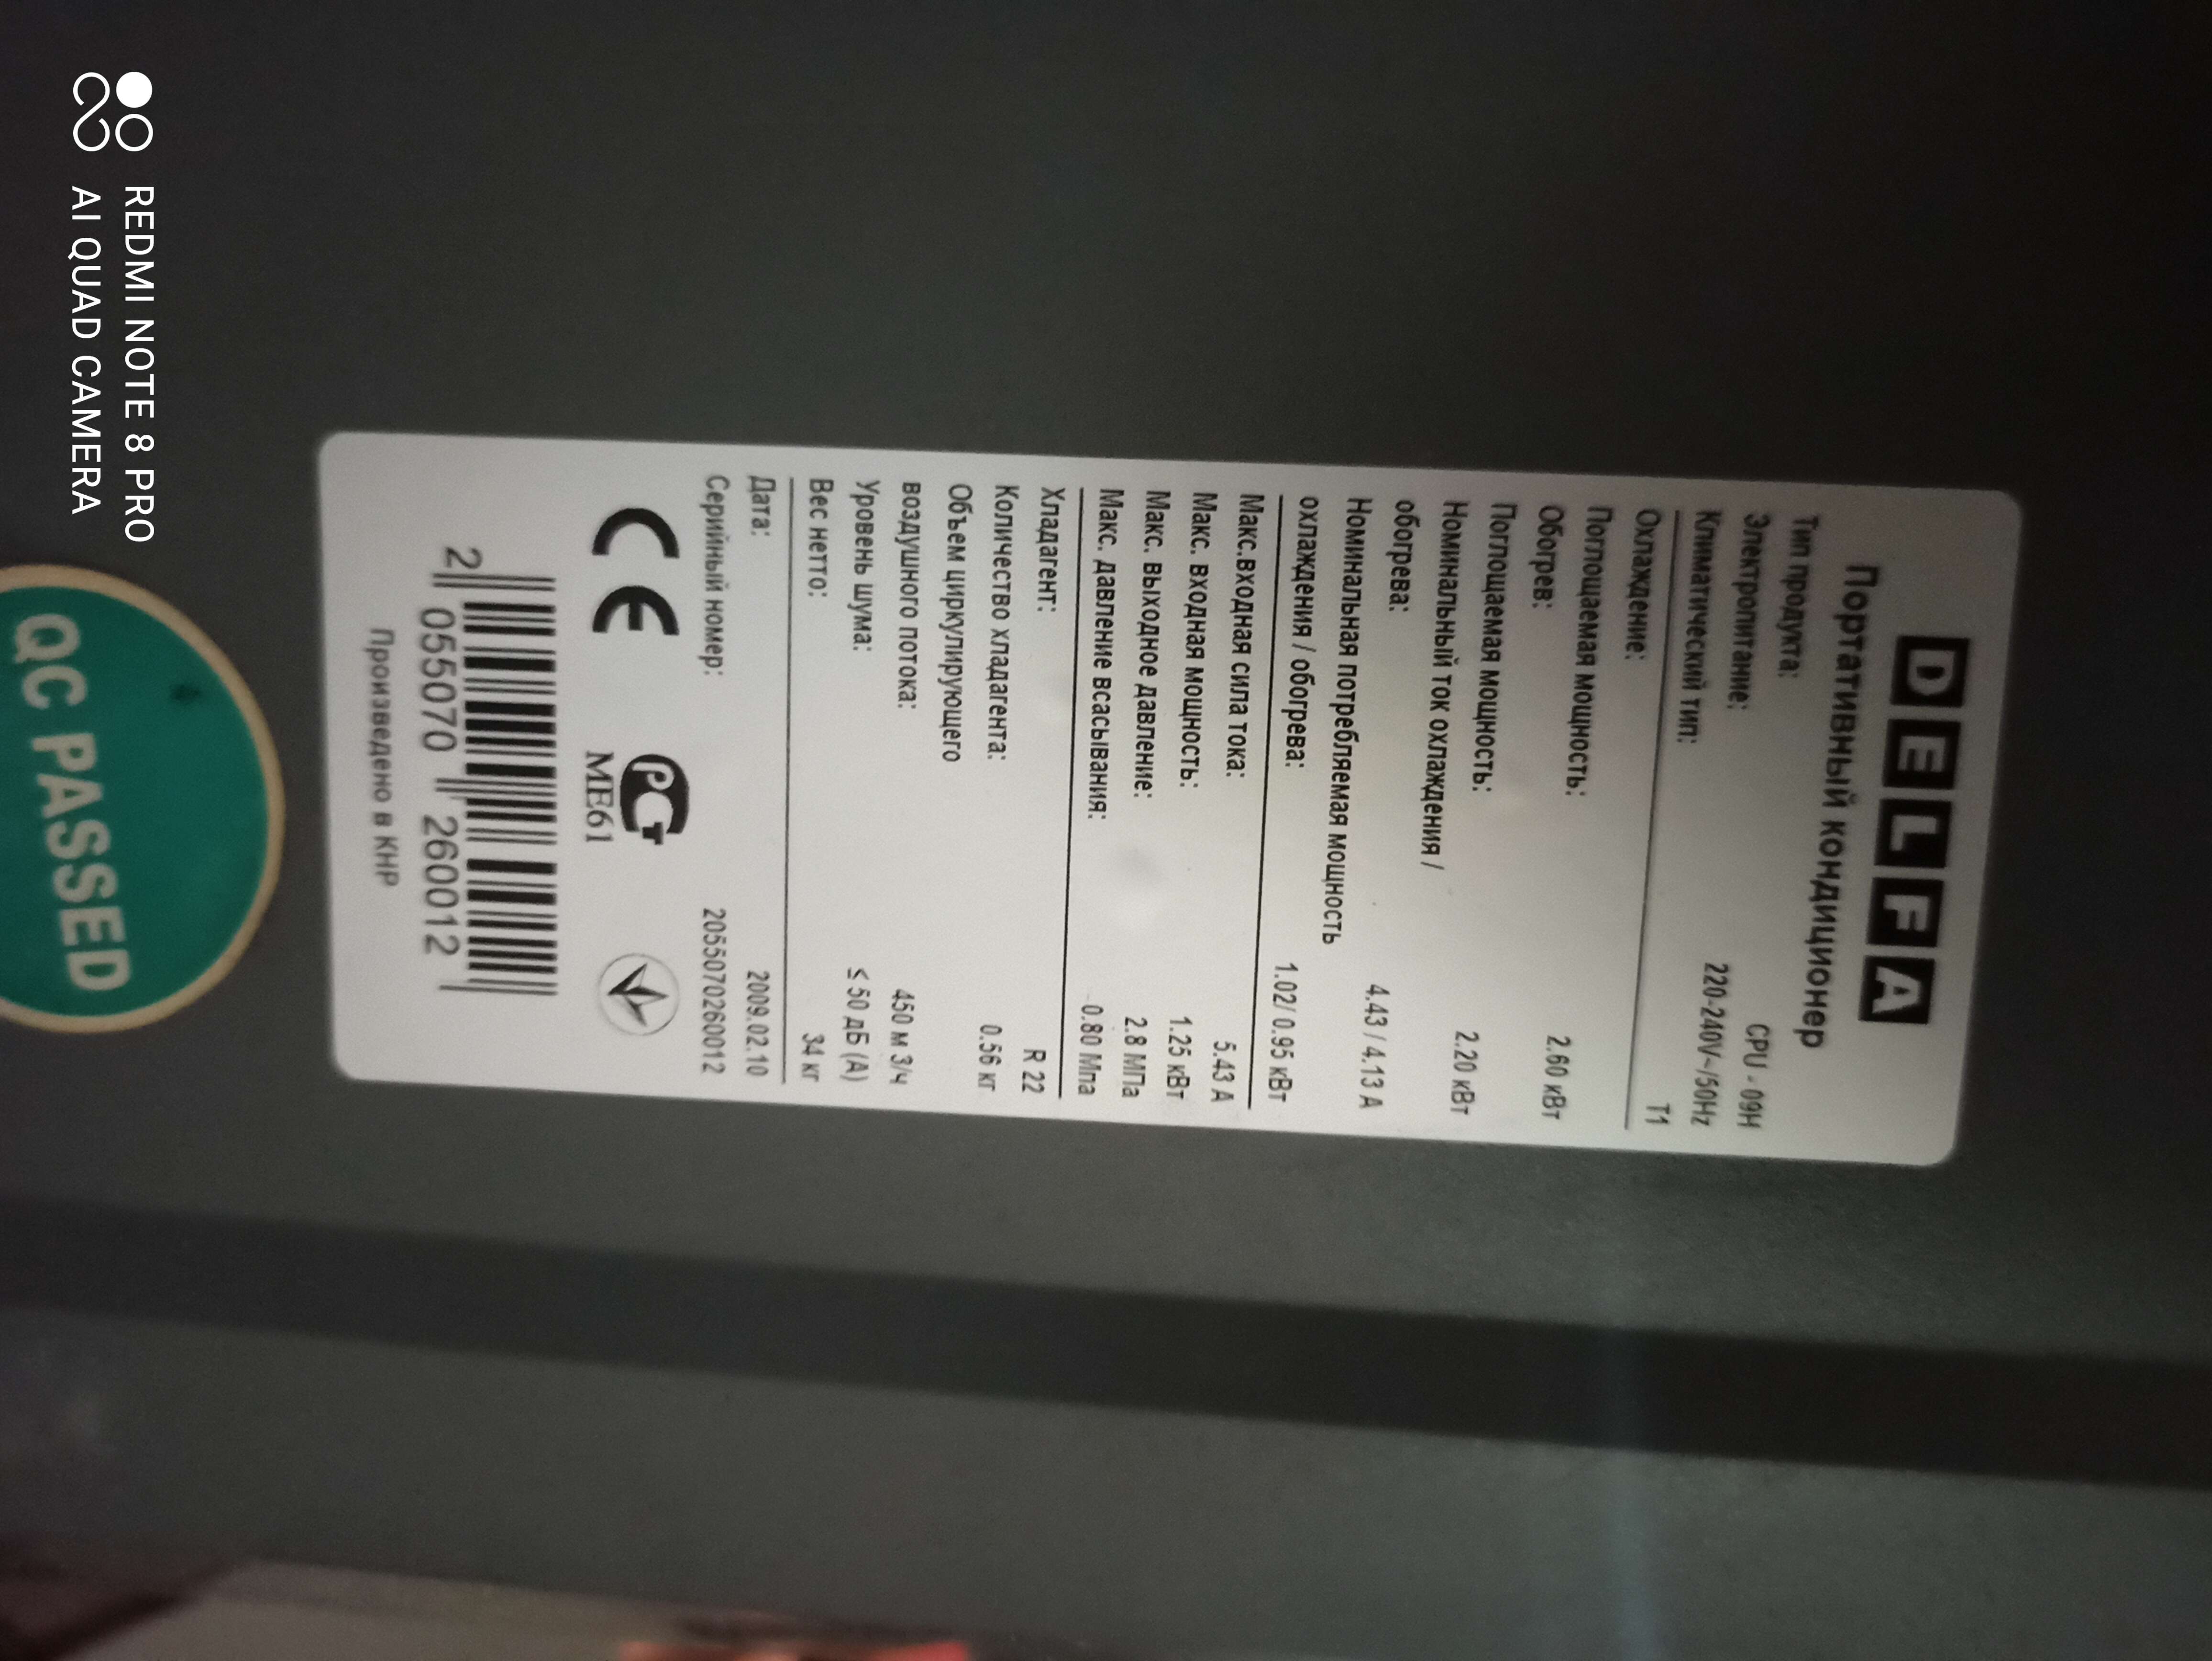 DELFA
Портативный кондиционер
Тип продукта: CPU - 09H
Электропитание: 220-240V~/50Hz
Климатический тип: T1
Охлаждение:
Поглощаемая мощность: 2.60 кВт
Обогрев:
Поглощаемая мощность: 2.20 кВт
Номинальный ток охлаждения /
обогрева: 4.43 / 4.13 А
Номинальная потребляемая мощность
охлаждения / обогрева: 1.02/ 0.95 кВт
Макс.входная сила тока: 5.43 А
Макс. входная мощность: 1.25 кВт
Макс. выходное давление: 2.8 МПа
Макс. давление всасывания: 0.80 Мпа
Хладагент: R 22
Количество хладагента: 0.56 кг
Объем циркулирующего
воздушного потока: 450 м 3/ч
Уровень шума: ≤ 50 дБ (А)
Вес нетто: 34 кг
Дата: 2009.02.10
Серийный номер: 2055070260012
CE
РСТ
ME61
2 055070 260012
Произведено в КНР
QC PASSED
REDMI NOTE 8 PRO
AI QUAD CAMERA